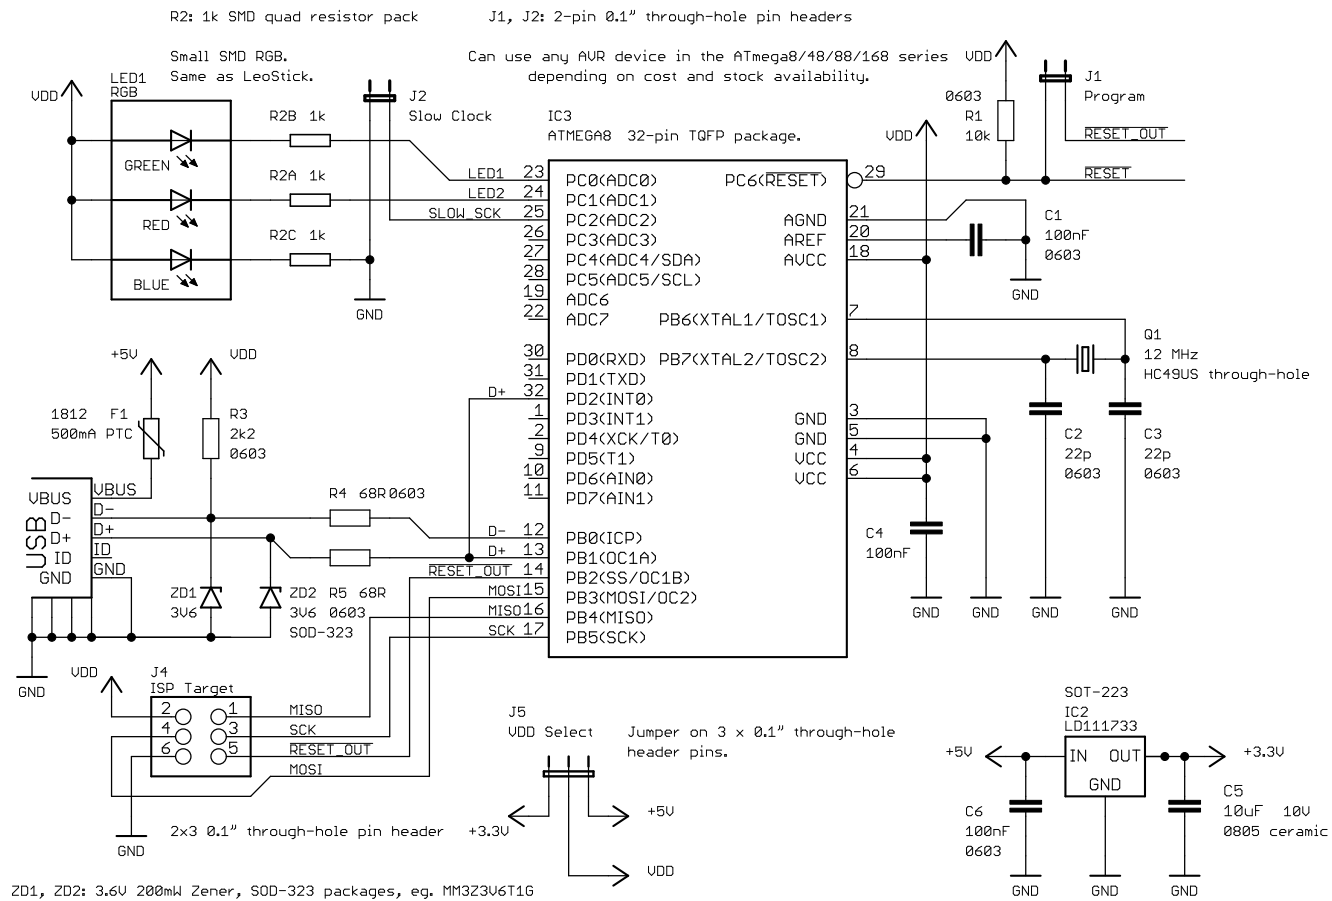 R2: 1k SMD quad resistor pack
J1, J2: 2-pin 0.1" through-hole pin headers
Small SMD RGB.
Same as LeoStick.
Can use any AVR device in the ATmega8/48/88/168 series
depending on cost and stock availability.
LED1
RGB
VDD
GREEN
RED
BLUE
R2B 1k
R2A 1k
R2C 1k
J2
Slow Clock
GND
LED1
LED2
SLOW_SCK
IC3
ATMEGA8 32-pin TQFP package.
23 PC0(ADC0)
24 PC1(ADC1)
25 PC2(ADC2)
26 PC3(ADC3)
27 PC4(ADC4/SDA)
28 PC5(ADC5/SCL)
19 ADC6
22 ADC7
30 PD0(RXD)
31 PD1(TXD)
32 PD2(INT0)
1 PD3(INT1)
2 PD4(XCK/T0)
9 PD5(T1)
10 PD6(AIN0)
11 PD7(AIN1)
12 PB0(ICP)
13 PB1(OC1A)
14 PB2(SS/OC1B)
15 PB3(MOSI/OC2)
16 PB4(MISO)
17 PB5(SCK)
PC6(RESET) 29
AGND 21
AREF 20
AVCC 18
PB6(XTAL1/TOSC1) 7
PB7(XTAL2/TOSC2) 8
GND 3
GND 5
VCC 4
VCC 6
VDD
VDD
0603
R1
10k
J1
Program
RESET_OUT
RESET
C1
100nF
0603
GND
Q1
12 MHz
HC49US through-hole
C2
22p
0603
C3
22p
0603
C4
100nF
GND
GND
GND
GND
+5V
VDD
1812 F1
500mA PTC
R3
2k2
0603
USB
VBUS
D-
D+
ID
GND
VBUS
D-
D+
ID
GND
R4 68R 0603
D+
D-
D+
RESET_OUT
MOSI
MISO
SCK
ZD1
3V6
ZD2
3V6
SOD-323
R5 68R
0603
GND
VDD
J4
ISP Target
2 1
4 3
6 5
MISO
SCK
RESET_OUT
MOSI
GND
2x3 0.1" through-hole pin header
J5
VDD Select
Jumper on 3 x 0.1" through-hole
header pins.
+3.3V
+5V
VDD
SOT-223
IC2
LD111733
IN OUT
GND
+5V
+3.3V
C6
100nF
0603
C5
10uF 10V
0805 ceramic
GND
GND
GND
ZD1, ZD2: 3.6V 200mW Zener, SOD-323 packages, eg. MM3Z3V6T1G